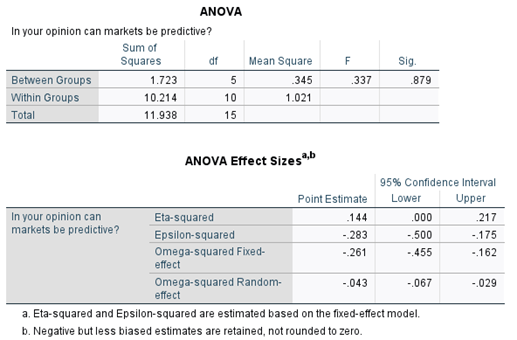 ANOVA
In your opinion can markets be predictive?
Sum of Squares df Mean Square F Sig.
Between Groups 1.723 5 .345 .337 .879
Within Groups 10.214 10 1.021
Total 11.938 15
ANOVA Effect Sizesa,b
95% Confidence Interval
Point Estimate Lower Upper
In your opinion can markets be predictive? Eta-squared .144 .000 .217
Epsilon-squared -.283 -.500 -.175
Omega-squared Fixed-effect -.261 -.455 -.162
Omega-squared Random-effect -.043 -.067 -.029
a. Eta-squared and Epsilon-squared are estimated based on the fixed-effect model.
b. Negative but less biased estimates are retained, not rounded to zero.